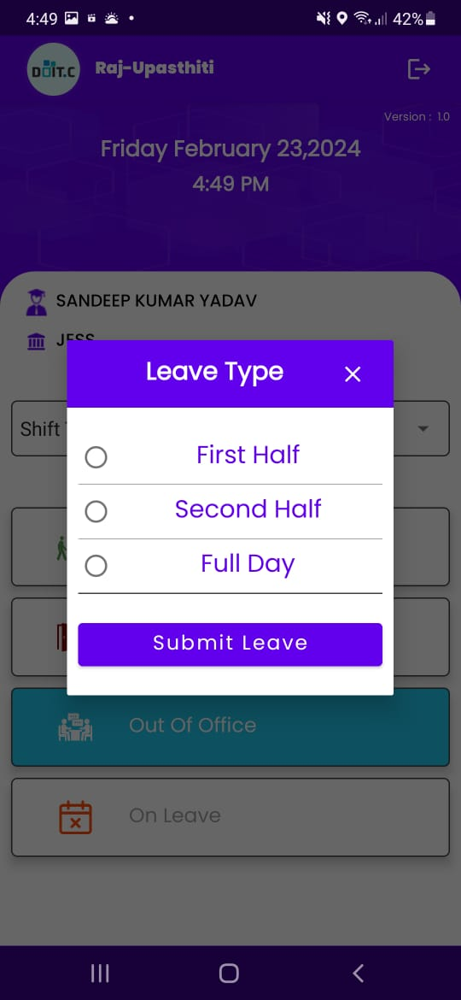 4:49
42%
DOIT.C
Raj-Upasthiti
Version : 1.0
Friday February 23,2024
4:49 PM
SANDEEP KUMAR YADAV
JESS
Leave Type
Shift
First Half
Second Half
Full Day
Submit Leave
Out Of Office
On Leave